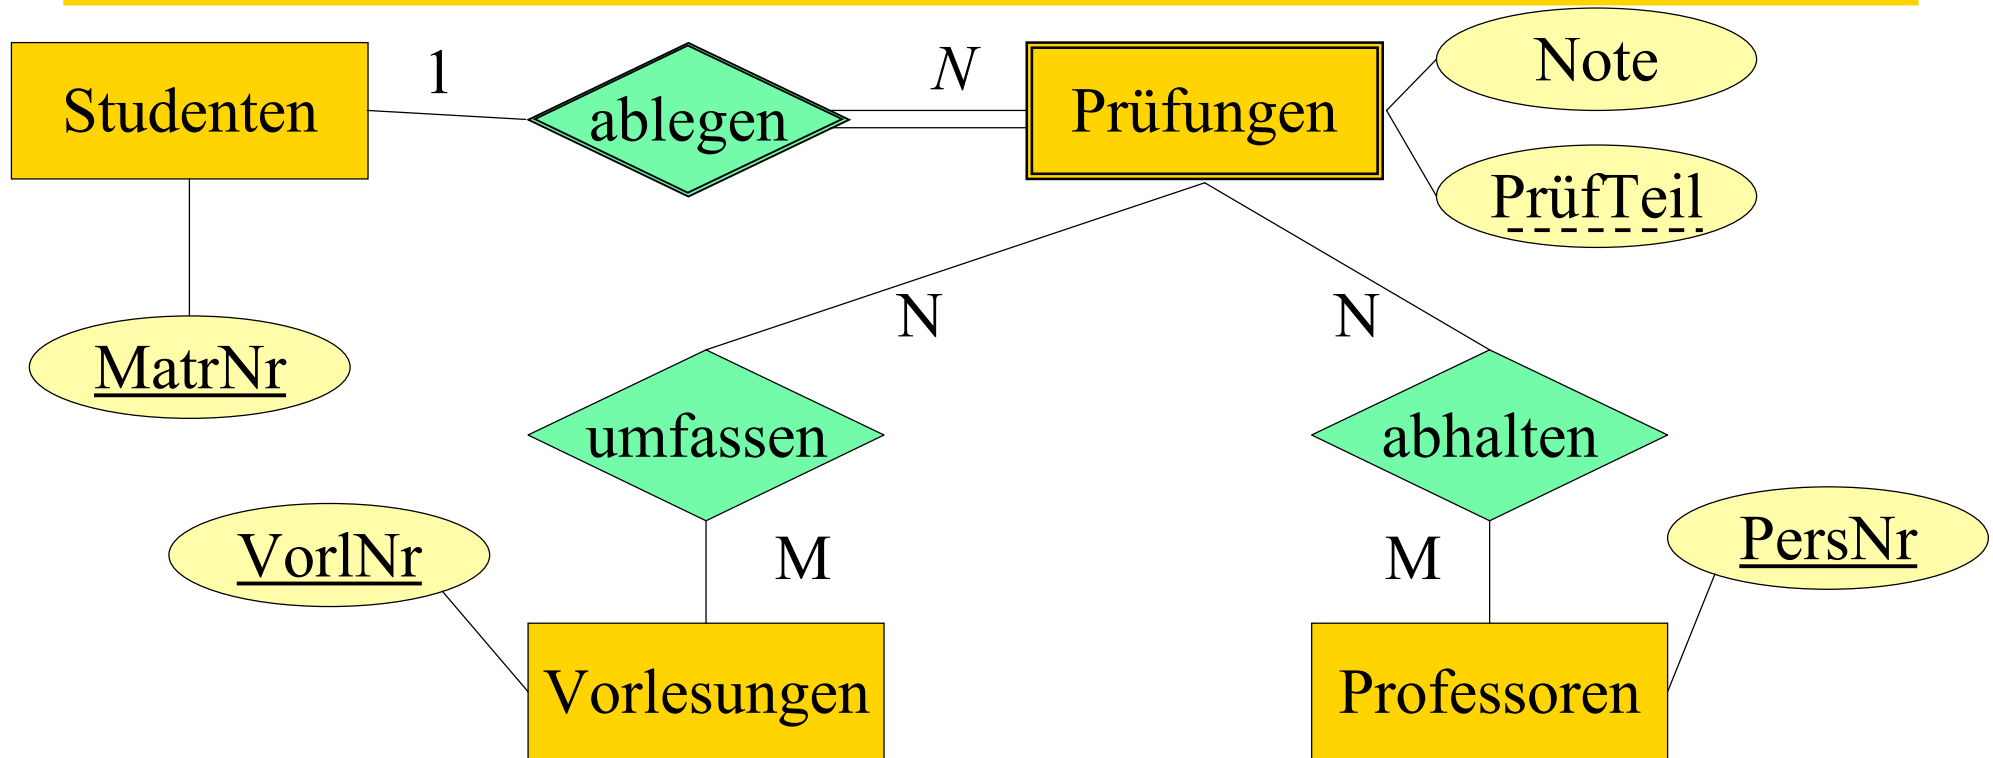 Studenten
1
ablegen
N
Prüfungen
Note
PrüfTeil
MatrNr
N
N
umfassen
abhalten
VorlNr
M
M
PersNr
Vorlesungen
Professoren